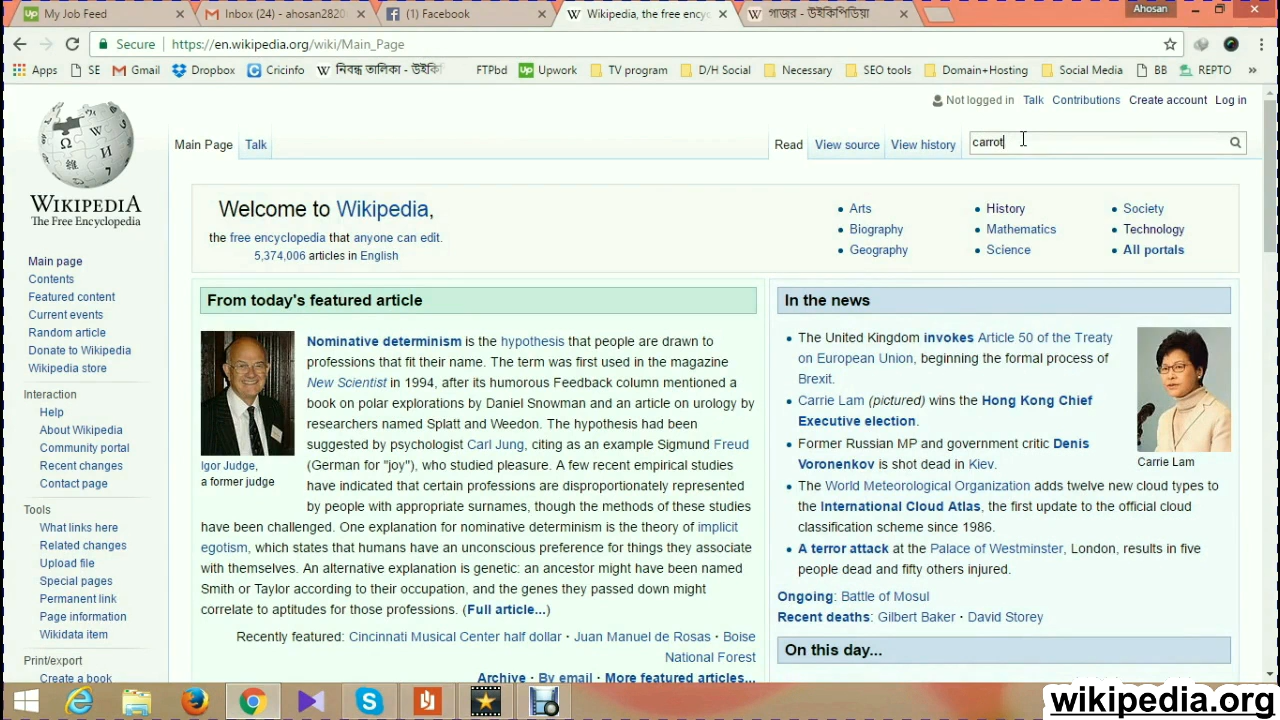 My Job Feed
Inbox (24) - ahosan2820
(1) Facebook
Wikipedia, the free ency
গাজর - উইকিপিডিয়া
Ahosan
Secure https://en.wikipedia.org/wiki/Main_Page
Apps SE Gmail Dropbox Cricinfo নিবন্ধ তালিকা - উইকি FTPbd Upwork TV program D/H Social Necessary SEO tools Domain+Hosting Social Media BB REPTO »
Not logged in Talk Contributions Create account Log in
Main Page Talk Read View source View history carrot
WIKIPEDIA
The Free Encyclopedia
Main page
Contents
Featured content
Current events
Random article
Donate to Wikipedia
Wikipedia store
Interaction
Help
About Wikipedia
Community portal
Recent changes
Contact page
Tools
What links here
Related changes
Upload file
Special pages
Permanent link
Page information
Wikidata item
Print/export
Create a book
Welcome to Wikipedia,
the free encyclopedia that anyone can edit.
5,374,006 articles in English
Arts
Biography
Geography
History
Mathematics
Science
Society
Technology
All portals
From today's featured article
Igor Judge,
a former judge
Nominative determinism is the hypothesis that people are drawn to
professions that fit their name. The term was first used in the magazine
New Scientist in 1994, after its humorous Feedback column mentioned a
book on polar explorations by Daniel Snowman and an article on urology by
researchers named Splatt and Weedon. The hypothesis had been
suggested by psychologist Carl Jung, citing as an example Sigmund Freud
(German for "joy"), who studied pleasure. A few recent empirical studies
have indicated that certain professions are disproportionately represented
by people with appropriate surnames, though the methods of these studies
have been challenged. One explanation for nominative determinism is the theory of implicit
egotism, which states that humans have an unconscious preference for things they associate
with themselves. An alternative explanation is genetic: an ancestor might have been named
Smith or Taylor according to their occupation, and the genes they passed down might
correlate to aptitudes for those professions. (Full article...)
Recently featured: Cincinnati Musical Center half dollar · Juan Manuel de Rosas · Boise
National Forest
Archive · By email · More featured articles...
In the news
The United Kingdom invokes Article 50 of the Treaty
on European Union, beginning the formal process of
Brexit.
Carrie Lam (pictured) wins the Hong Kong Chief
Executive election.
Former Russian MP and government critic Denis
Voronenkov is shot dead in Kiev.
Carrie Lam
The World Meteorological Organization adds twelve new cloud types to
the International Cloud Atlas, the first update to the official cloud
classification scheme since 1986.
A terror attack at the Palace of Westminster, London, results in five
people dead and fifty others injured.
Ongoing: Battle of Mosul
Recent deaths: Gilbert Baker · David Storey
On this day...
wikipedia.org